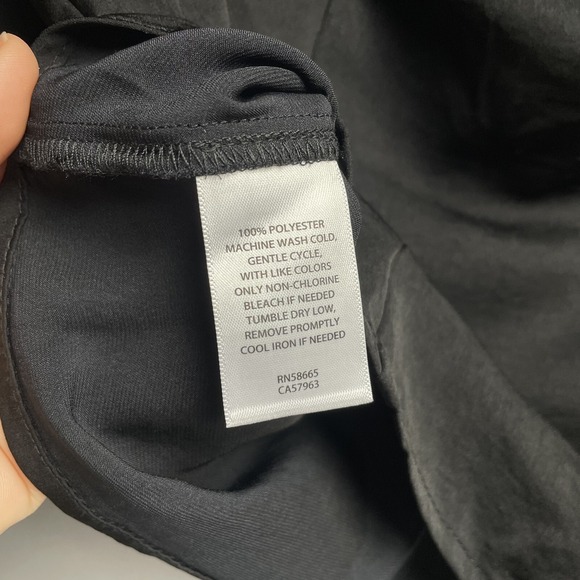 100% POLYESTER
MACHINE WASH COLD,
GENTLE CYCLE,
WITH LIKE COLORS
ONLY NON-CHLORINE
BLEACH IF NEEDED
TUMBLE DRY LOW,
REMOVE PROMPTLY
COOL IRON IF NEEDED
RN58665
CA57963